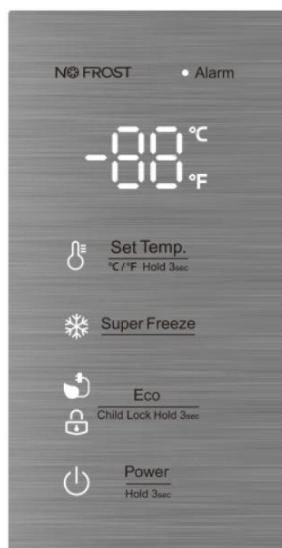 NO FROST
Alarm
-88 °C
°F
Set Temp.
°C/°F Hold 3sec
Super Freeze
Eco
Child Lock Hold 3sec
Power
Hold 3sec